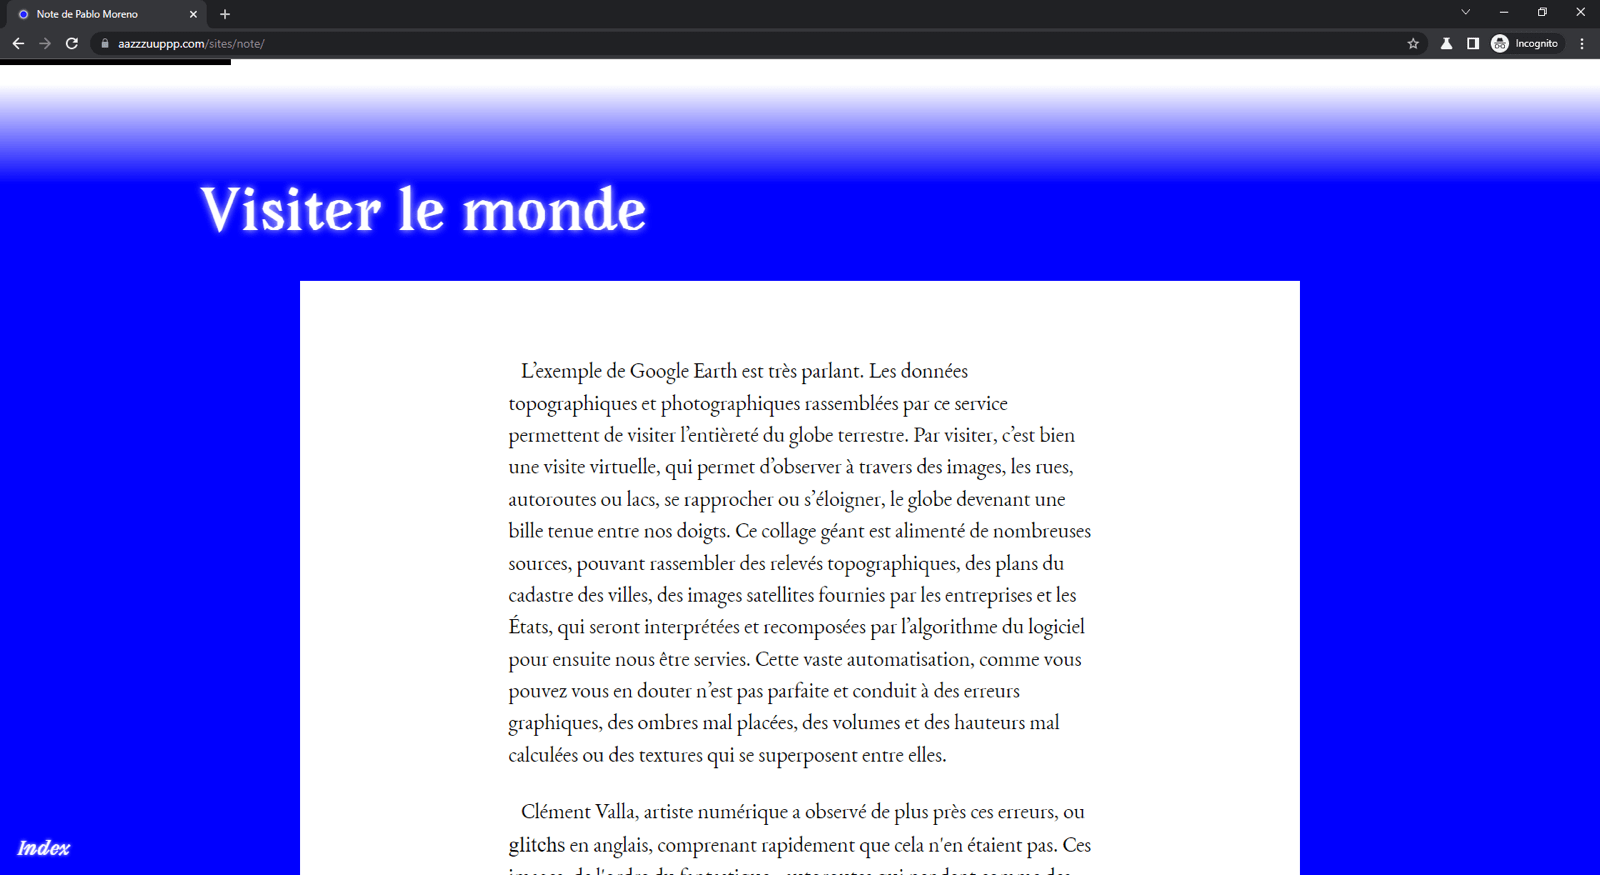 Note de Pablo Moreno
aazzzuuppp.com/sites/note/
Incognito
Visiter le monde
L’exemple de Google Earth est très parlant. Les données
topographiques et photographiques rassemblées par ce service
permettent de visiter l’entièreté du globe terrestre. Par visiter, c’est bien
une visite virtuelle, qui permet d’observer à travers des images, les rues,
autoroutes ou lacs, se rapprocher ou s’éloigner, le globe devenant une
bille tenue entre nos doigts. Ce collage géant est alimenté de nombreuses
sources, pouvant rassembler des relevés topographiques, des plans du
cadastre des villes, des images satellites fournies par les entreprises et les
États, qui seront interprétées et recomposées par l’algorithme du logiciel
pour ensuite nous être servies. Cette vaste automatisation, comme vous
pouvez vous en douter n’est pas parfaite et conduit à des erreurs
graphiques, des ombres mal placées, des volumes et des hauteurs mal
calculées ou des textures qui se superposent entre elles.
Clément Valla, artiste numérique a observé de plus près ces erreurs, ou
glitchs en anglais, comprenant rapidement que cela n'en étaient pas. Ces
Index